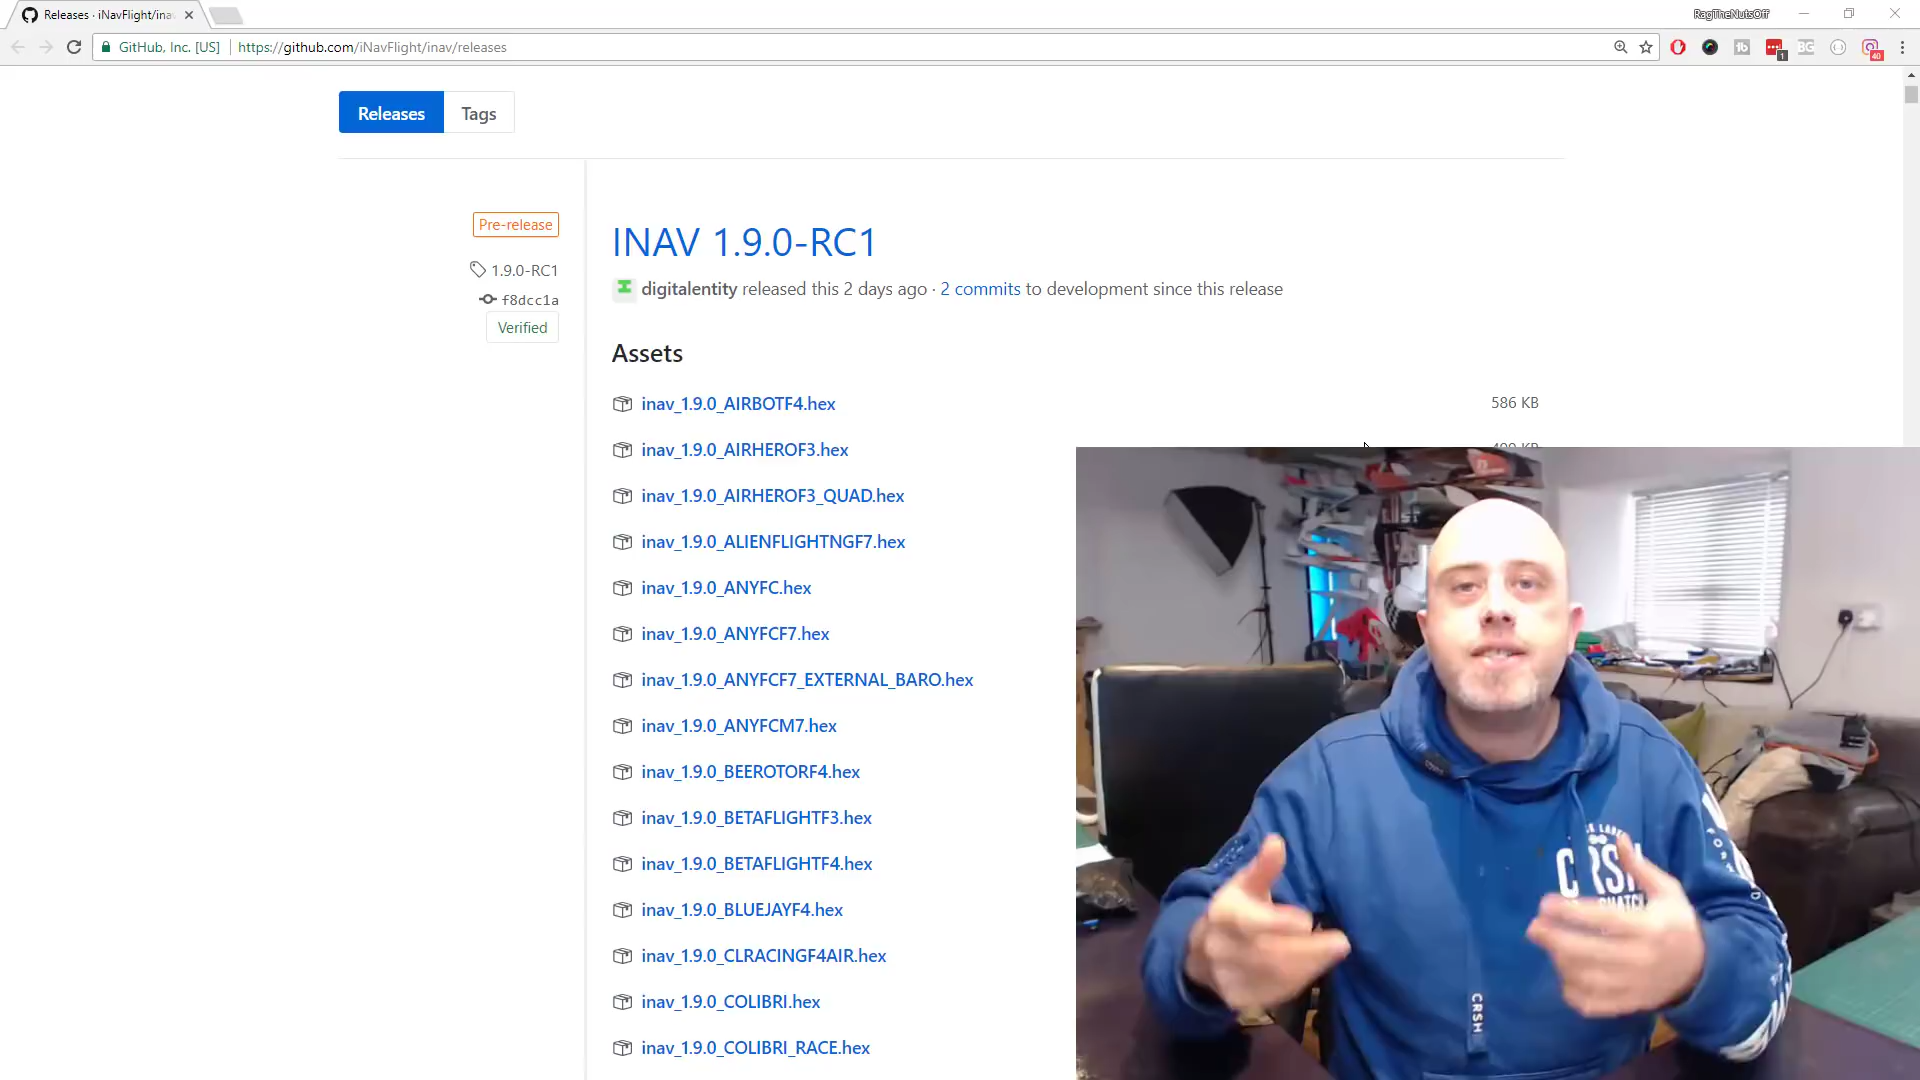 Releases · iNavFlight/ina
RagTheNutsOff
GitHub, Inc. [US]
https://github.com/iNavFlight/inav/releases
1
40
Releases
Tags
Pre-release
1.9.0-RC1
f8dcc1a
Verified
INAV 1.9.0-RC1
digitalentity released this 2 days ago · 2 commits to development since this release
Assets
inav_1.9.0_AIRBOTF4.hex
586 KB
inav_1.9.0_AIRHEROF3.hex
inav_1.9.0_AIRHEROF3_QUAD.hex
inav_1.9.0_ALIENFLIGHTNGF7.hex
inav_1.9.0_ANYFC.hex
inav_1.9.0_ANYFCF7.hex
inav_1.9.0_ANYFCF7_EXTERNAL_BARO.hex
inav_1.9.0_ANYFCM7.hex
inav_1.9.0_BEEROTORF4.hex
inav_1.9.0_BETAFLIGHTF3.hex
inav_1.9.0_BETAFLIGHTF4.hex
inav_1.9.0_BLUEJAYF4.hex
inav_1.9.0_CLRACINGF4AIR.hex
inav_1.9.0_COLIBRI.hex
inav_1.9.0_COLIBRI_RACE.hex
CRSH